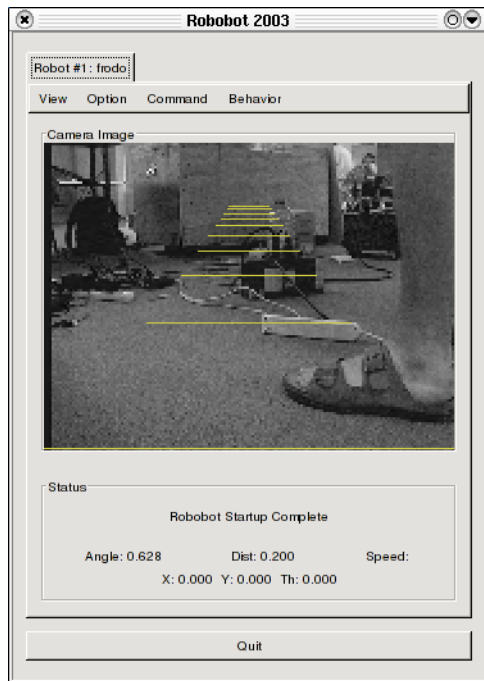 Robobot 2003
Robot #1: frodo
View Option Command Behavior
Camera Image
Status
Robobot Startup Complete
Angle: 0.628 Dist: 0.200 Speed:
X: 0.000 Y: 0.000 Th: 0.000
Quit